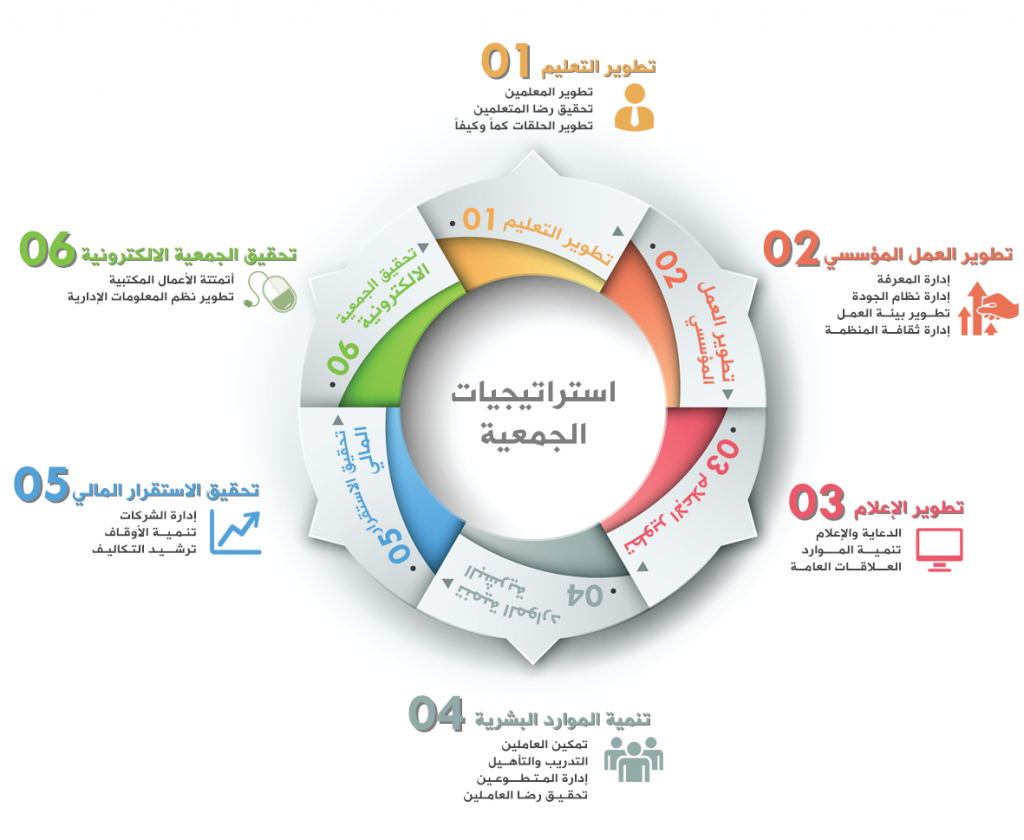 01 تطوير التعليم
تطوير المعلمين
تحقيق رضا المتعلمين
تطوير الحلقات كماً وكيفاً
02 تطوير العمل المؤسسي
إدارة المعرفة
إدارة نظام الجودة
تطوير بيئة العمل
إدارة ثقافة المنظمة
03 تطوير الإعلام
الدعاية والإعلام
تنمية الموارد
العلاقات العامة
04 تنمية الموارد البشرية
تمكين العاملين
التدريب والتأهيل
إدارة المتطوعين
تحقيق رضا العاملين
05 تحقيق الاستقرار المالي
إدارة الشركات
تنمية الأوقاف
ترشيد التكاليف
06 تحقيق الجمعية الالكترونية
أتمتتة الأعمال المكتبية
تطوير نظم المعلومات الإدارية
01 تطوير التعليم
02
تطوير العمل
المؤسسي
03 تطوير الإعلام
04
تنمية الموارد
البشرية
05 تحقيق الاستقرار
المالي
06
تحقيق الجمعية
الالكترونية
استراتيجيات
الجمعية